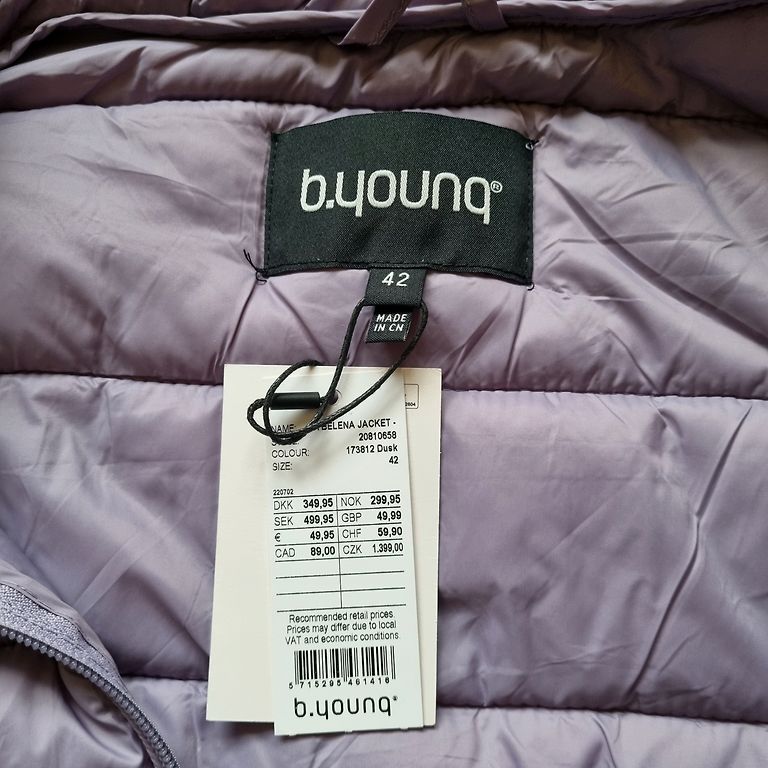 b.young®
42
MADE
IN CN
2604
NAME: BELENA JACKET -
20810658
COLOUR: 173812 Dusk
SIZE: 42
220702
DKK 349,95 NOK 299,95
SEK 499,95 GBP 49,99
€ 49,95 CHF 59,90
CAD 89,00 CZK 1.399,00
Recommended retail prices.
Prices may differ due to local
VAT and economic conditions.
5 715295 461416
b.young®